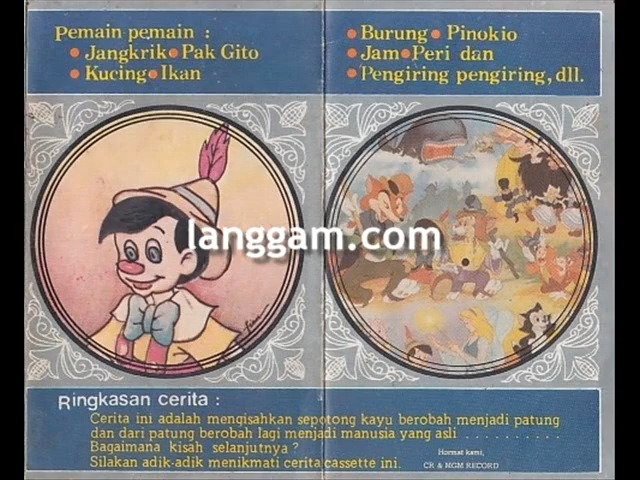 Pemain pemain :
• Jangkrik • Pak Gito
• Kucing • Ikan
• Burung • Pinokio
• Jam • Peri dan
• Pengiring pengiring, dll.
langgam.com
Ringkasan cerita :
Cerita ini adalah mengisahkan sepotong kayu berobah menjadi patung
dan dari patung berobah lagi menjadi manusia yang asli . . . . . . . . . .
Bagaimana kisah selanjutnya ?
Silakan adik-adik menikmati cerita cassette ini.
Hormat kami,
CR & MGM RECORD